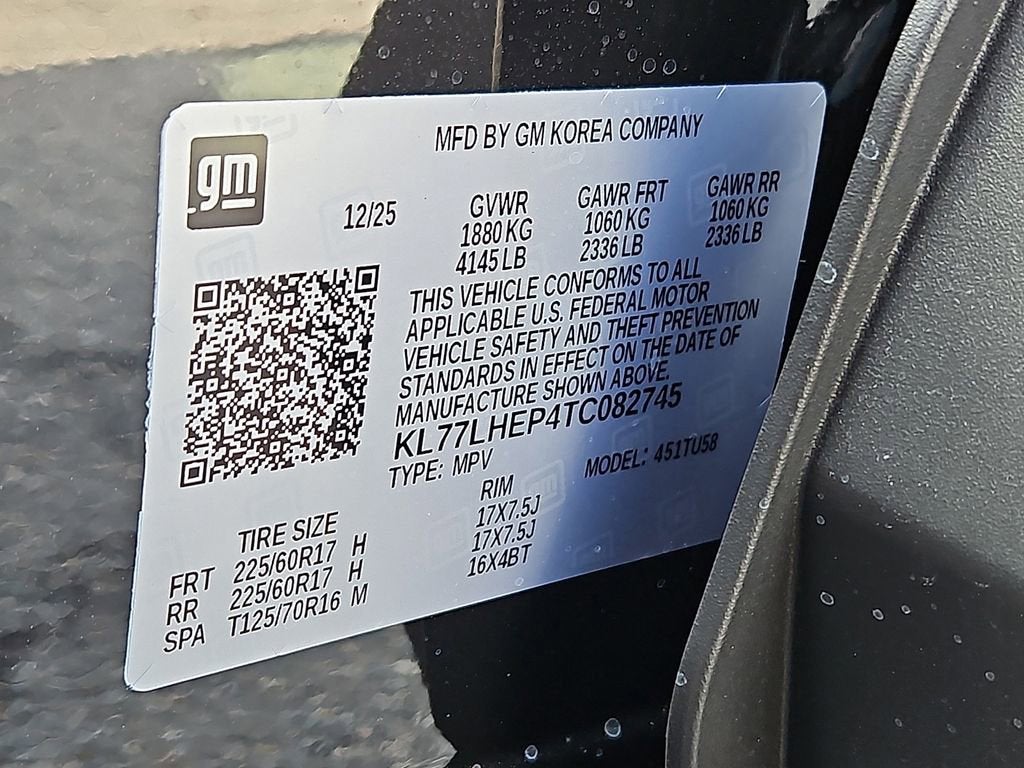 gm
MFD BY GM KOREA COMPANY
12/25
GVWR GAWR FRT GAWR RR
1880 KG 1060 KG 1060 KG
4145 LB 2336 LB 2336 LB
THIS VEHICLE CONFORMS TO ALL
APPLICABLE U.S. FEDERAL MOTOR
VEHICLE SAFETY AND THEFT PREVENTION
STANDARDS IN EFFECT ON THE DATE OF
MANUFACTURE SHOWN ABOVE.
KL77LHEP4TC082745
TYPE: MPV MODEL: 451TU58
TIRE SIZE RIM
FRT 225/60R17 H 17X7.5J
RR 225/60R17 H 17X7.5J
SPA T125/70R16 M 16X4BT